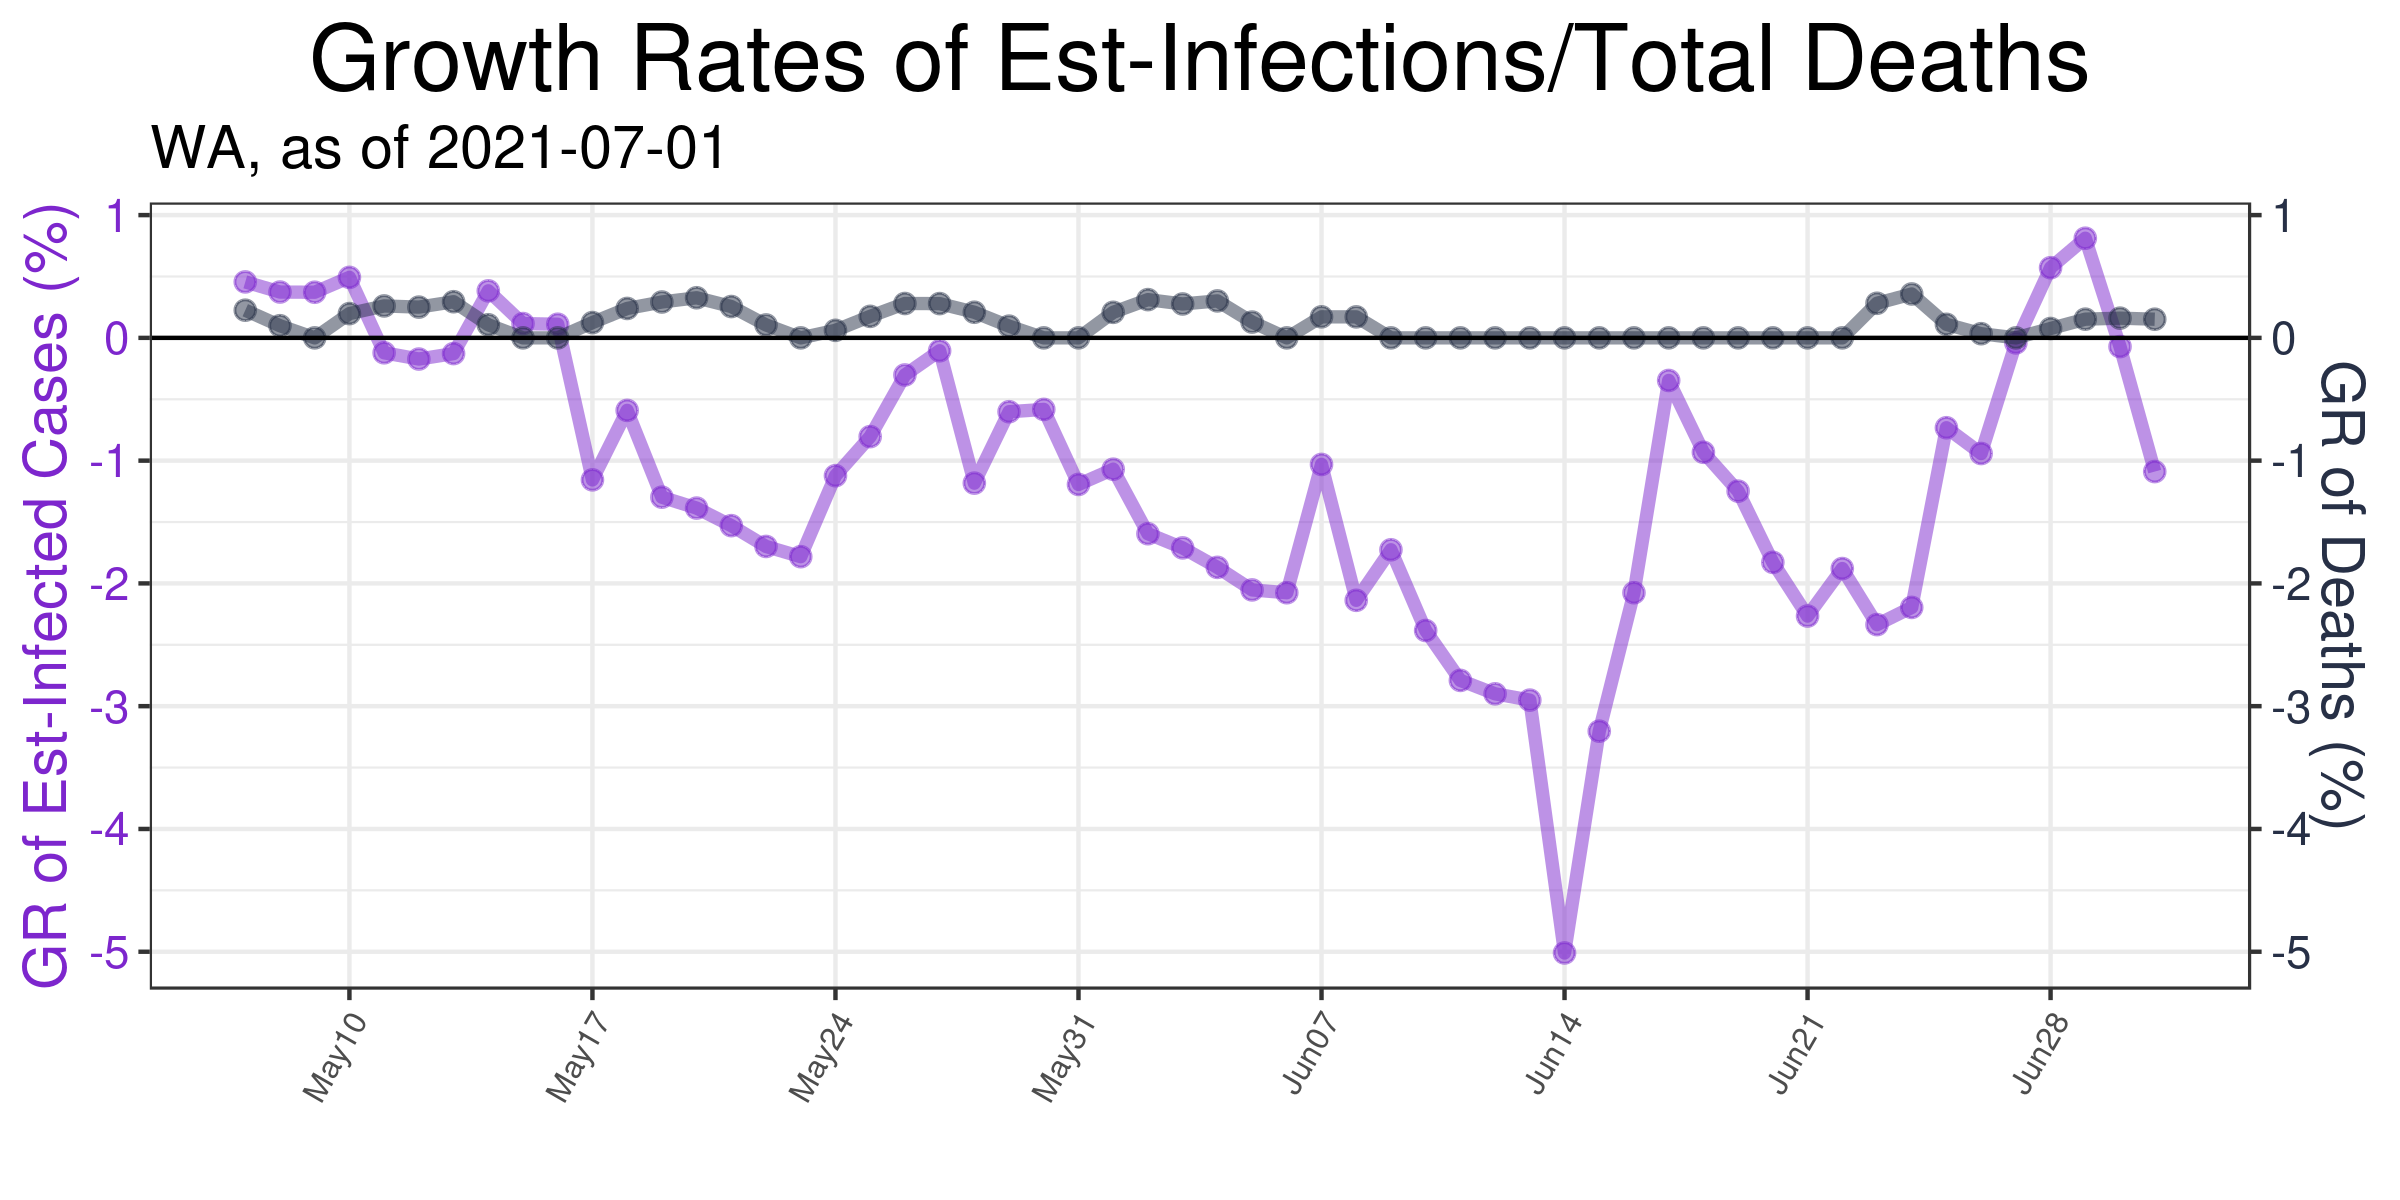 Growth Rates of Est-Infections/Total Deaths
WA, as of 2021-07-01
GR of Est-Infected Cases (%)
1
0
-1
-2
-3
-4
-5
1
0
-1
-2
-3
-4
-5
GR of Deaths (%)
May10
May17
May24
May31
Jun07
Jun14
Jun21
Jun28